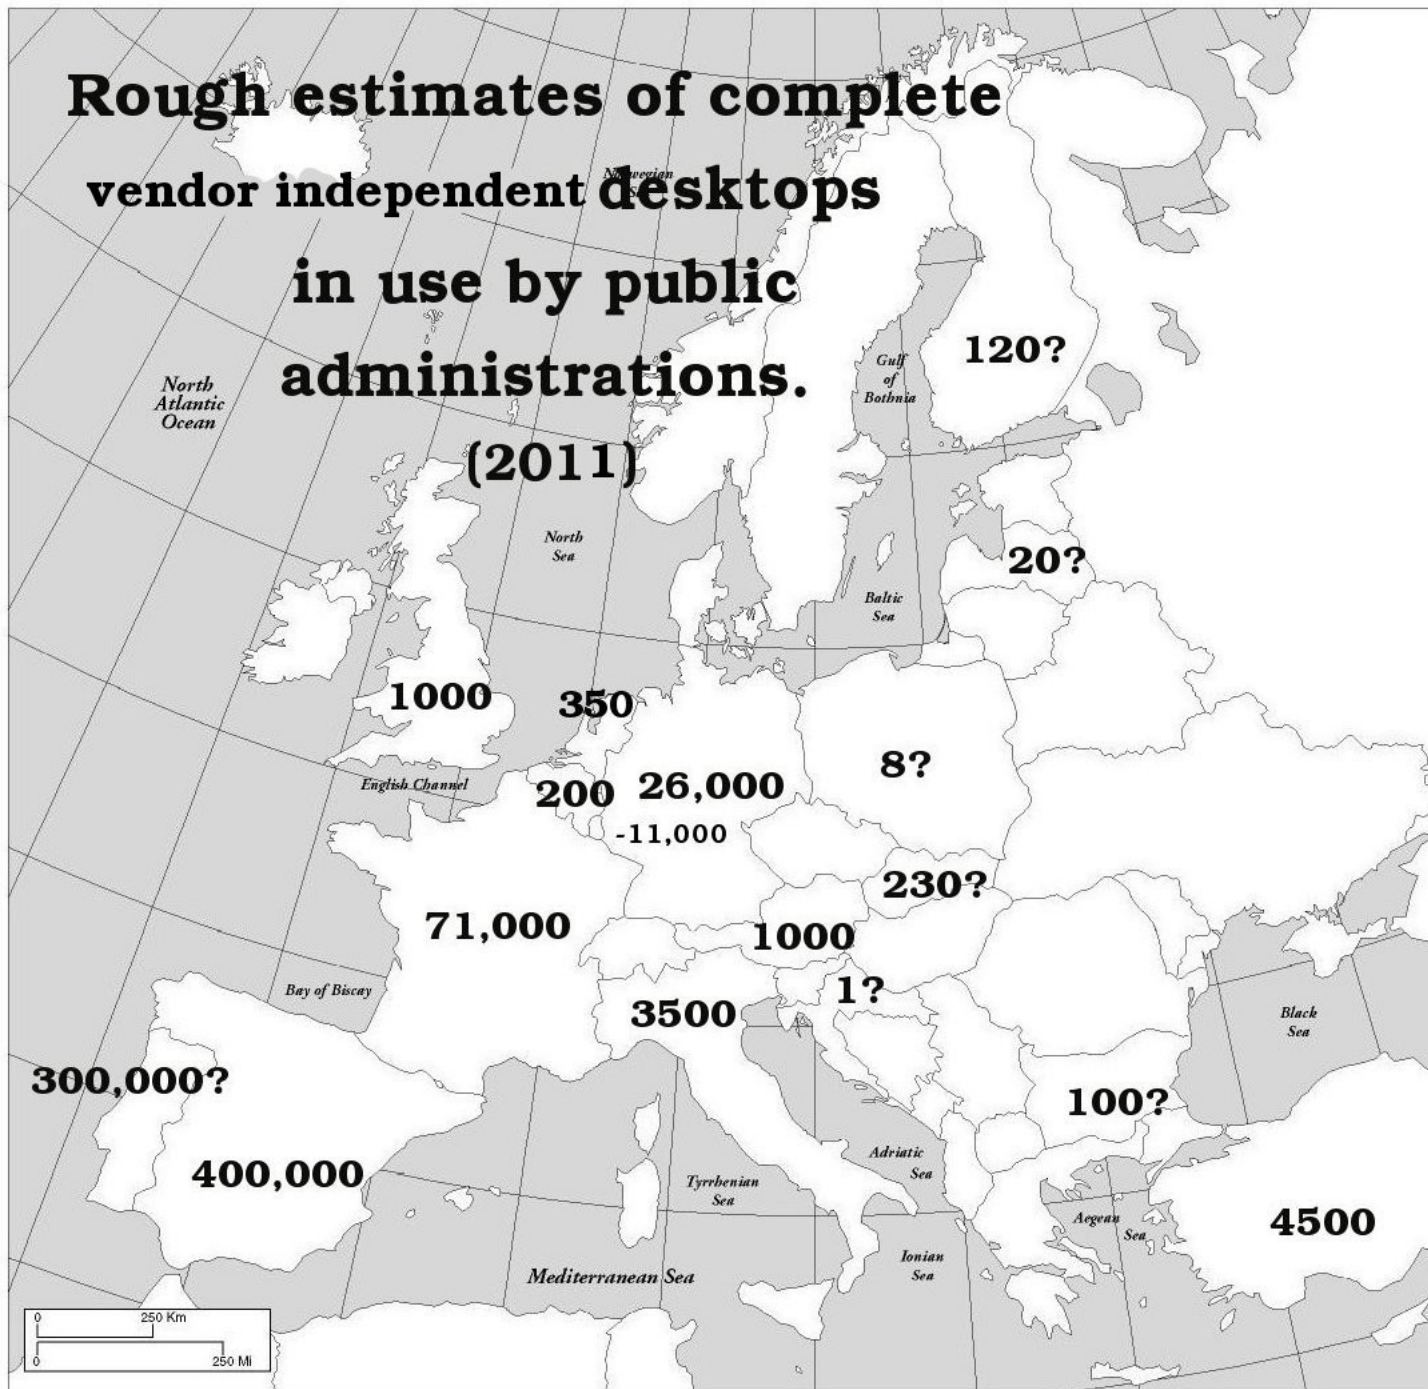 Rough estimates of complete
vendor independent desktops
in use by public
administrations.
(2011)
Norwegian
Sea
North
Atlantic
Ocean
Gulf
of
Bothnia
120?
North
Sea
20?
Baltic
Sea
1000
350
8?
English Channel
200
26,000
-11,000
230?
71,000
1000
Bay of Biscay
1?
3500
Black
Sea
300,000?
100?
400,000
Adriatic
Sea
Tyrrhenian
Sea
Aegean
Sea
4500
Ionian
Sea
Mediterranean Sea
0 250 Km
0 250 Mi